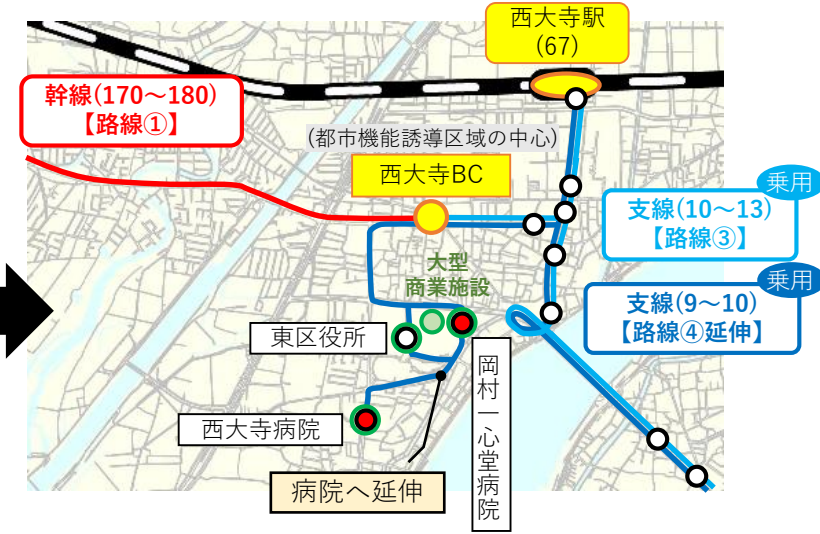 西大寺駅
(67)
幹線(170～180)
【路線①】
(都市機能誘導区域の中心)
西大寺BC
乗用
支線(10～13)
【路線③】
大型
商業施設
乗用
支線(9～10)
【路線④延伸】
東区役所
岡村一心堂病院
西大寺病院
病院へ延伸